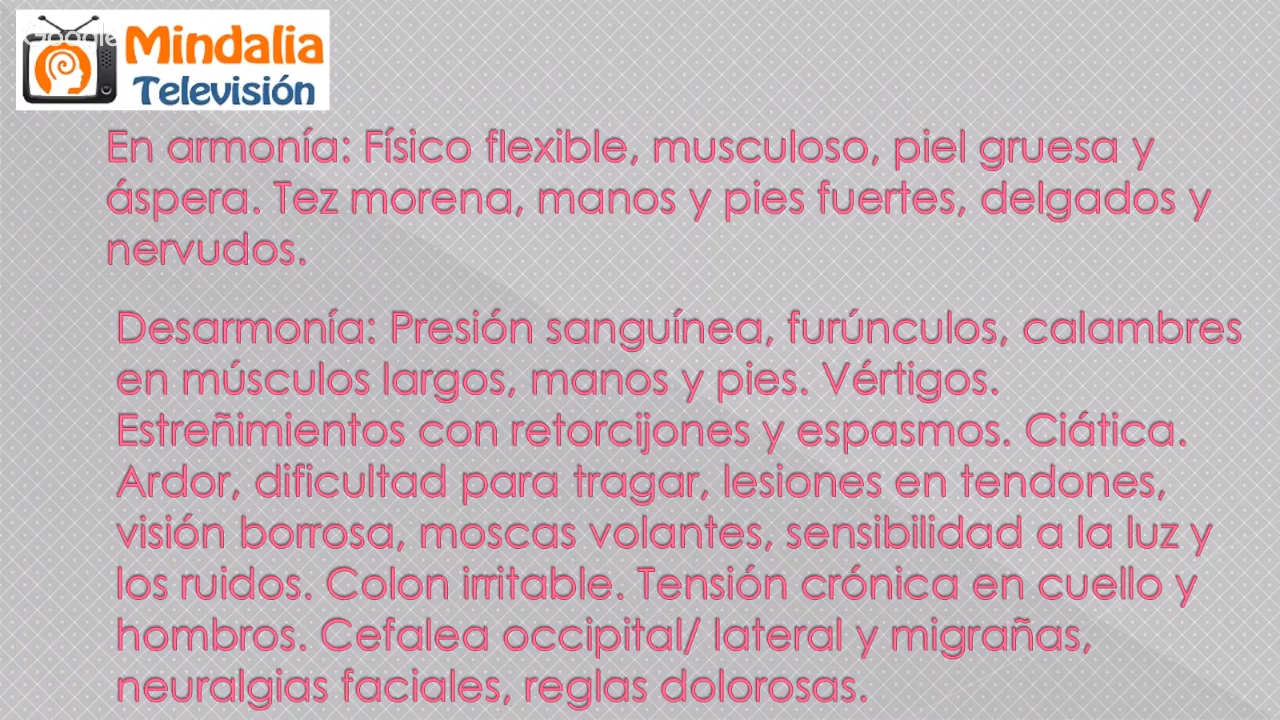 Google
Mindalia
Televisión
En armonía: Físico flexible, musculoso, piel gruesa y
áspera. Tez morena, manos y pies fuertes, delgados y
nervudos.
Desarmonía: Presión sanguínea, furúnculos, calambres
en músculos largos, manos y pies. Vértigos.
Estreñimientos con retorcijones y espasmos. Ciática.
Ardor, dificultad para tragar, lesiones en tendones,
visión borrosa, moscas volantes, sensibilidad a la luz y
los ruidos. Colon irritable. Tensión crónica en cuello y
hombros. Cefalea occipital/ lateral y migrañas,
neuralgias faciales, reglas dolorosas.